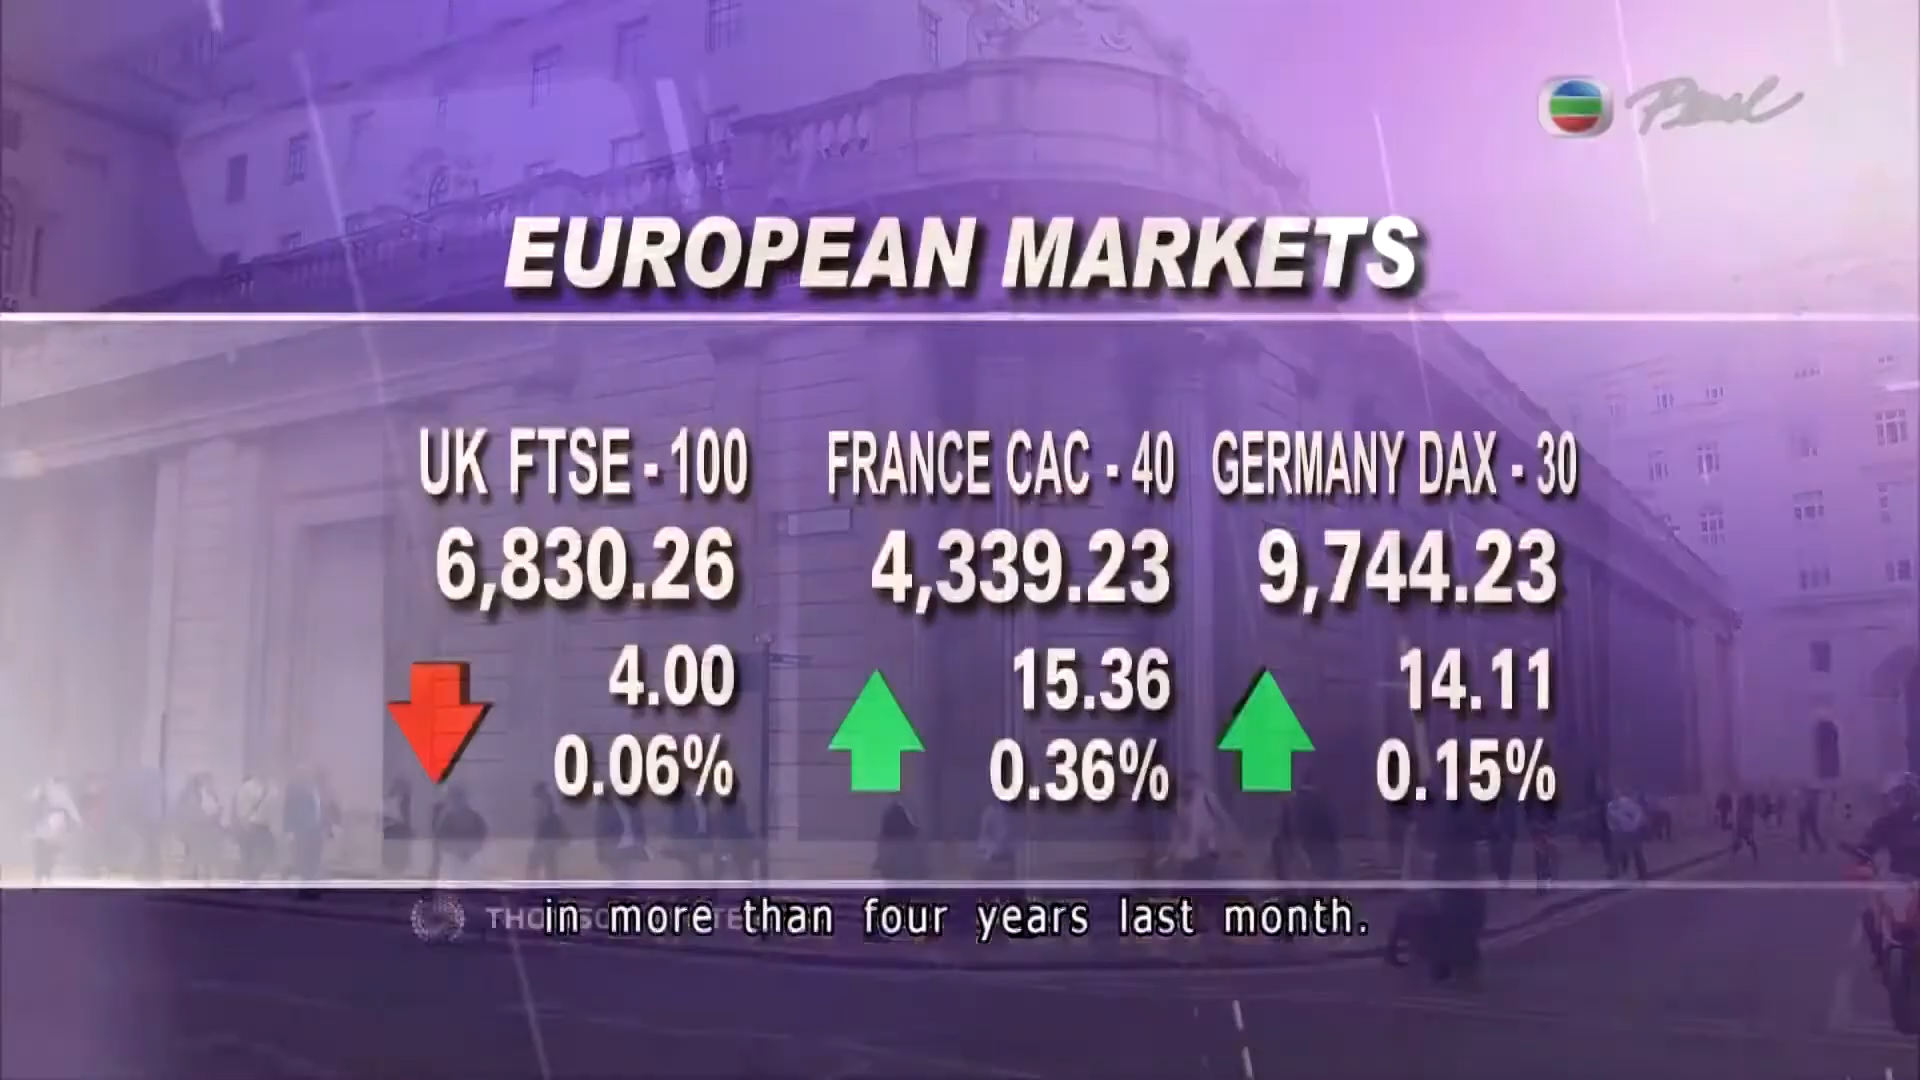 Pearl
EUROPEAN MARKETS
UK FTSE - 100
6,830.26
4.00
0.06%
FRANCE CAC - 40
4,339.23
15.36
0.36%
GERMANY DAX - 30
9,744.23
14.11
0.15%
in more than four years last month.